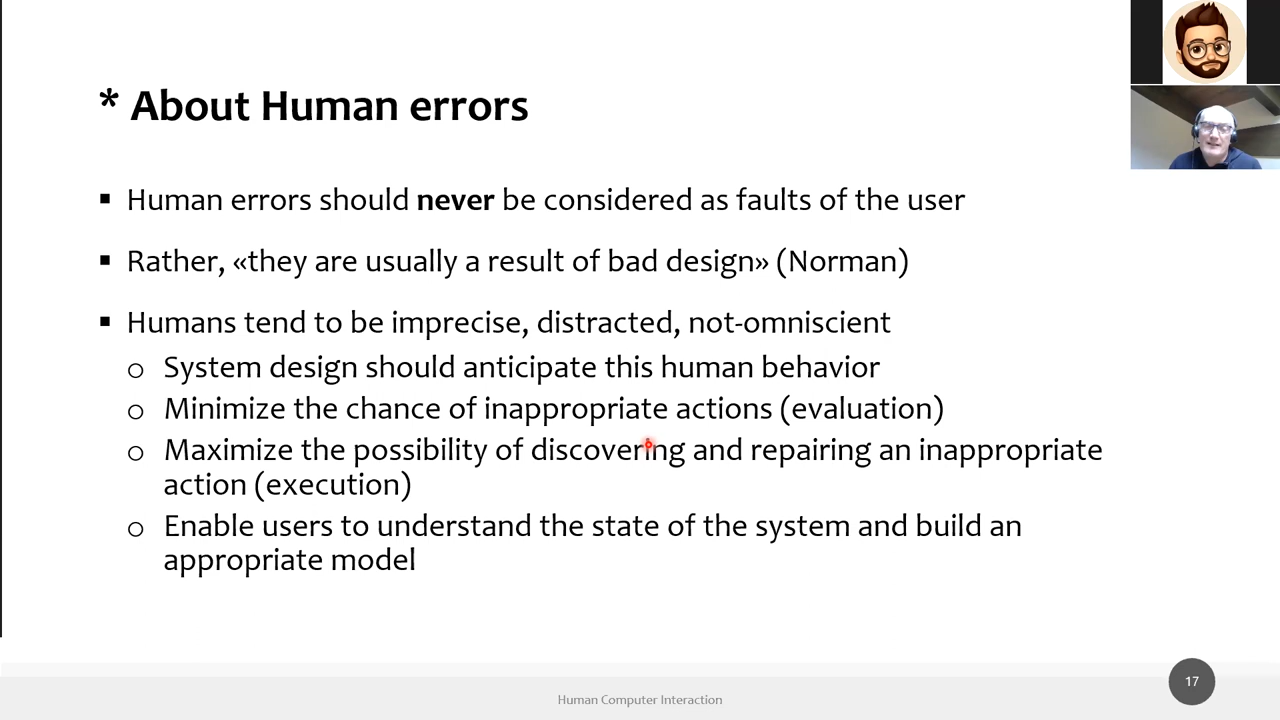 * About Human errors
▪ Human errors should never be considered as faults of the user
▪ Rather, «they are usually a result of bad design» (Norman)
▪ Humans tend to be imprecise, distracted, not-omniscient
o System design should anticipate this human behavior
o Minimize the chance of inappropriate actions (evaluation)
o Maximize the possibility of discovering and repairing an inappropriate
action (execution)
o Enable users to understand the state of the system and build an
appropriate model
Human Computer Interaction
17